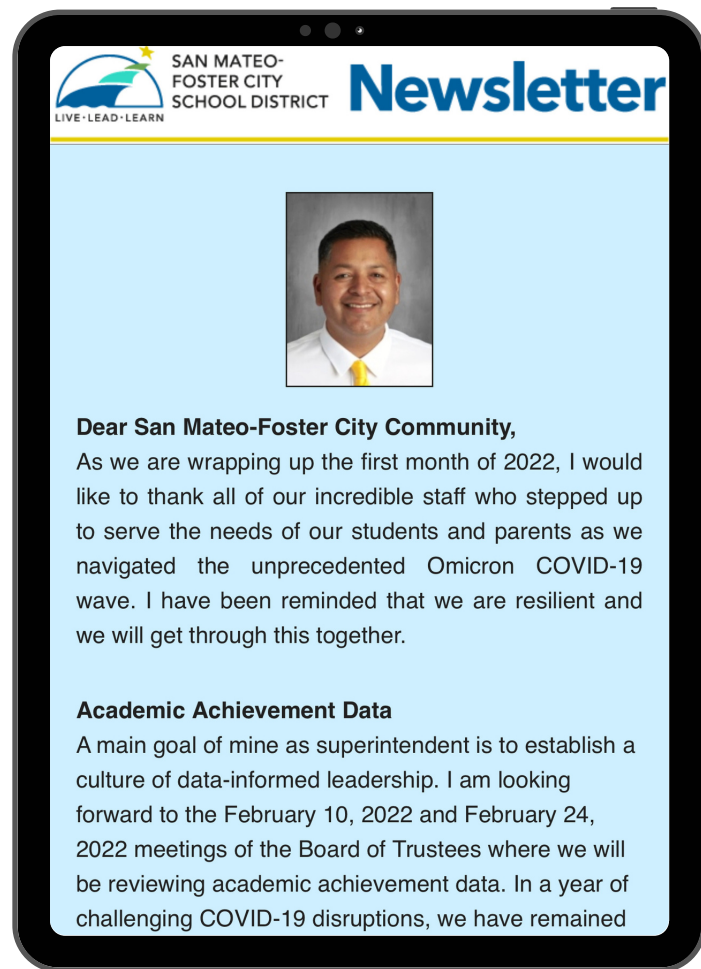 SAN MATEO-
FOSTER CITY
SCHOOL DISTRICT
LIVE·LEAD·LEARN
Newsletter
Dear San Mateo-Foster City Community,
As we are wrapping up the first month of 2022, I would
like to thank all of our incredible staff who stepped up
to serve the needs of our students and parents as we
navigated the unprecedented Omicron COVID-19
wave. I have been reminded that we are resilient and
we will get through this together.
Academic Achievement Data
A main goal of mine as superintendent is to establish a
culture of data-informed leadership. I am looking
forward to the February 10, 2022 and February 24,
2022 meetings of the Board of Trustees where we will
be reviewing academic achievement data. In a year of
challenging COVID-19 disruptions, we have remained